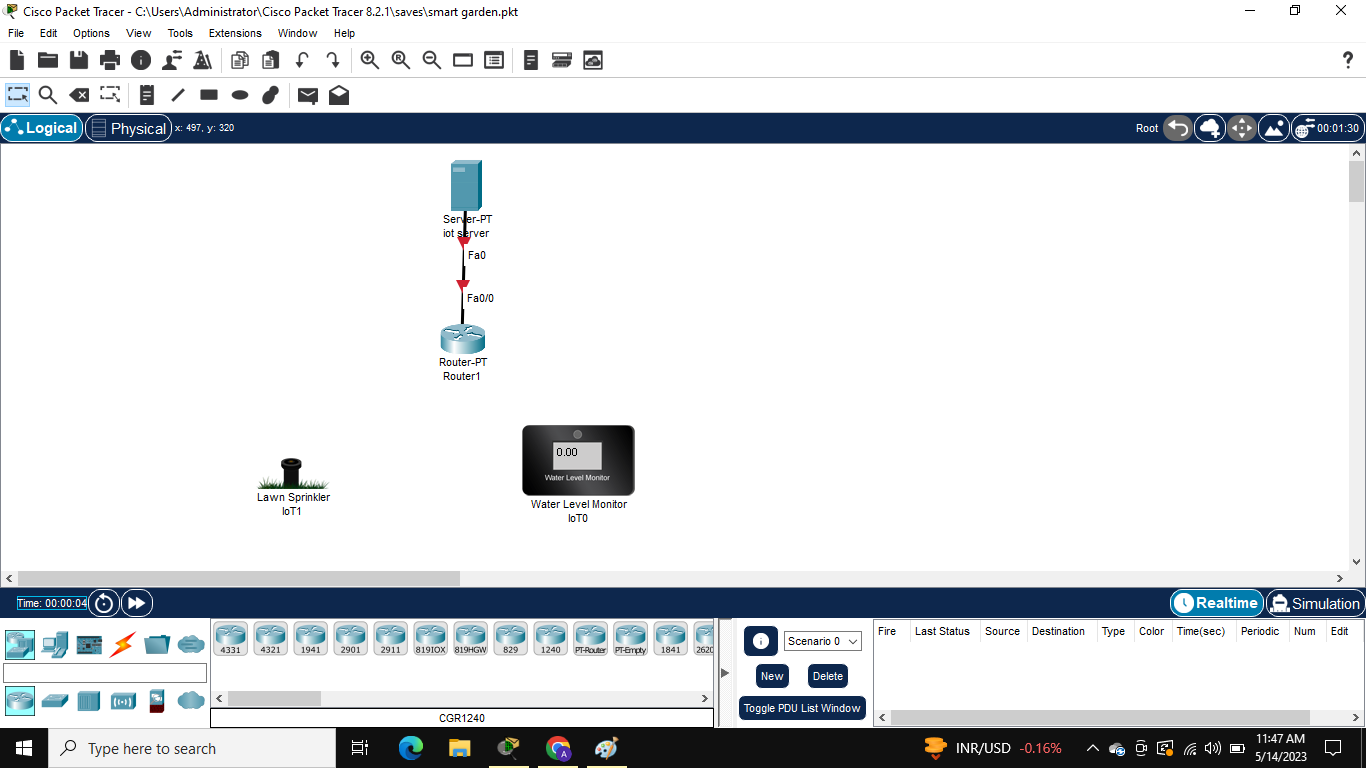 Cisco Packet Tracer - C:\Users\Administrator\Cisco Packet Tracer 8.2.1\saves\smart garden.pkt
File Edit Options View Tools Extensions Window Help
Logical Physical x: 497, y: 320 Root 00:01:30
Server-PT
iot server
Fa0
Fa0/0
Router-PT
Router1
0.00
Water Level Monitor
Lawn Sprinkler
IoT1
Water Level Monitor
IoT0
Time: 00:00:04 Realtime Simulation
Scenario 0
Fire Last Status Source Destination Type Color Time(sec) Periodic Num Edit
4331 4321 1941 2901 2911 819IOX 819HGW 829 1240 PT-Router PT-Empty 1841 2620
New Delete
Toggle PDU List Window
CGR1240
Type here to search
INR/USD -0.16%
11:47 AM
5/14/2023